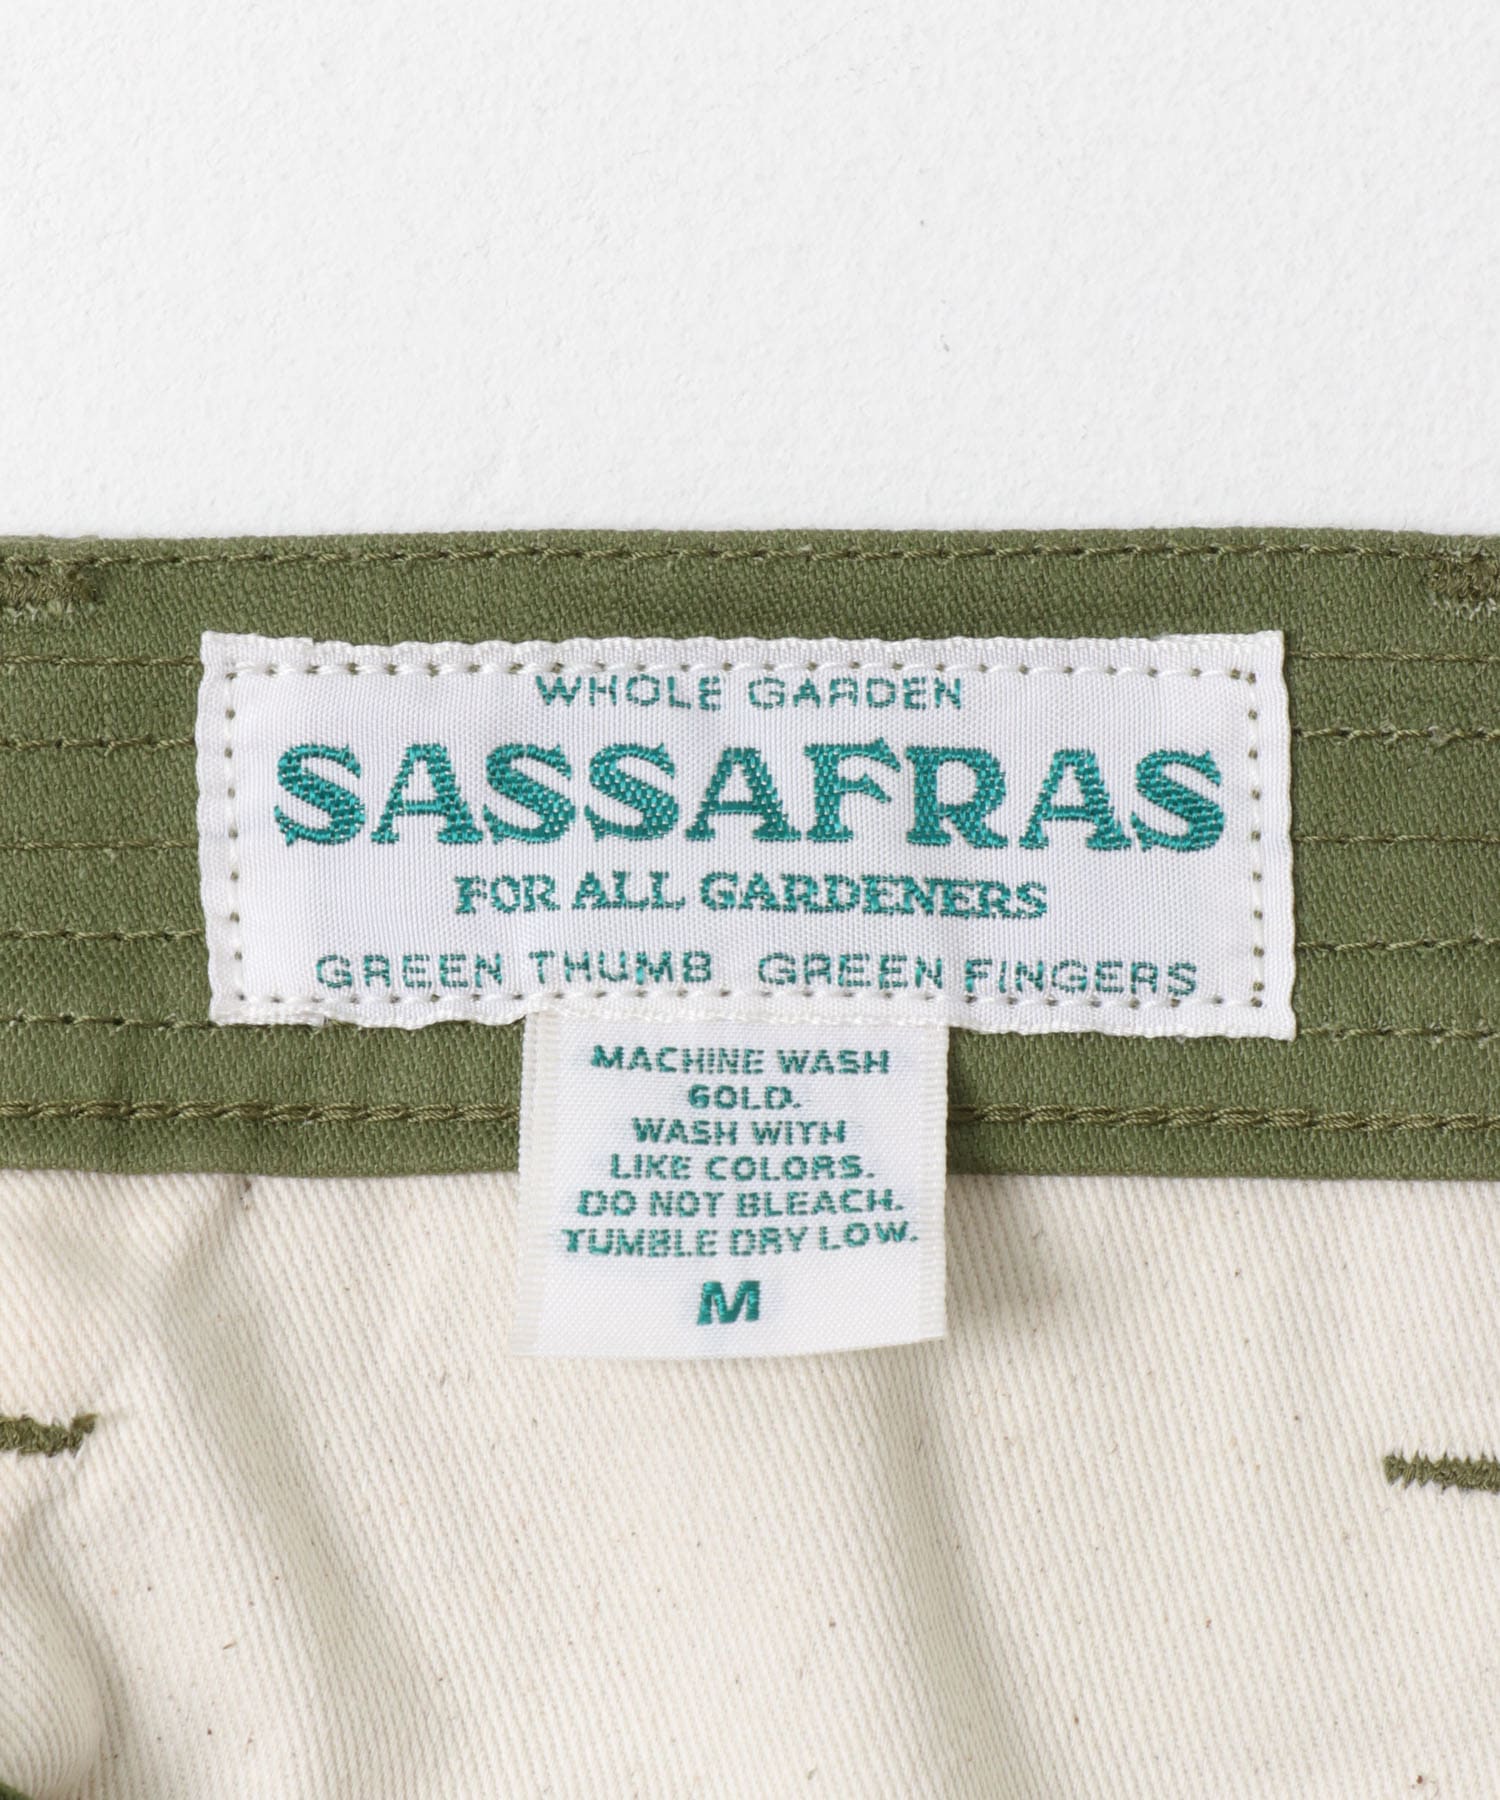 WHOLE GARDEN
SASSAFRAS
FOR ALL GARDENERS
GREEN THUMB GREEN FINGERS
MACHINE WASH
GOLD.
WASH WITH
LIKE COLORS.
DO NOT BLEACH.
TUMBLE DRY LOW.
M